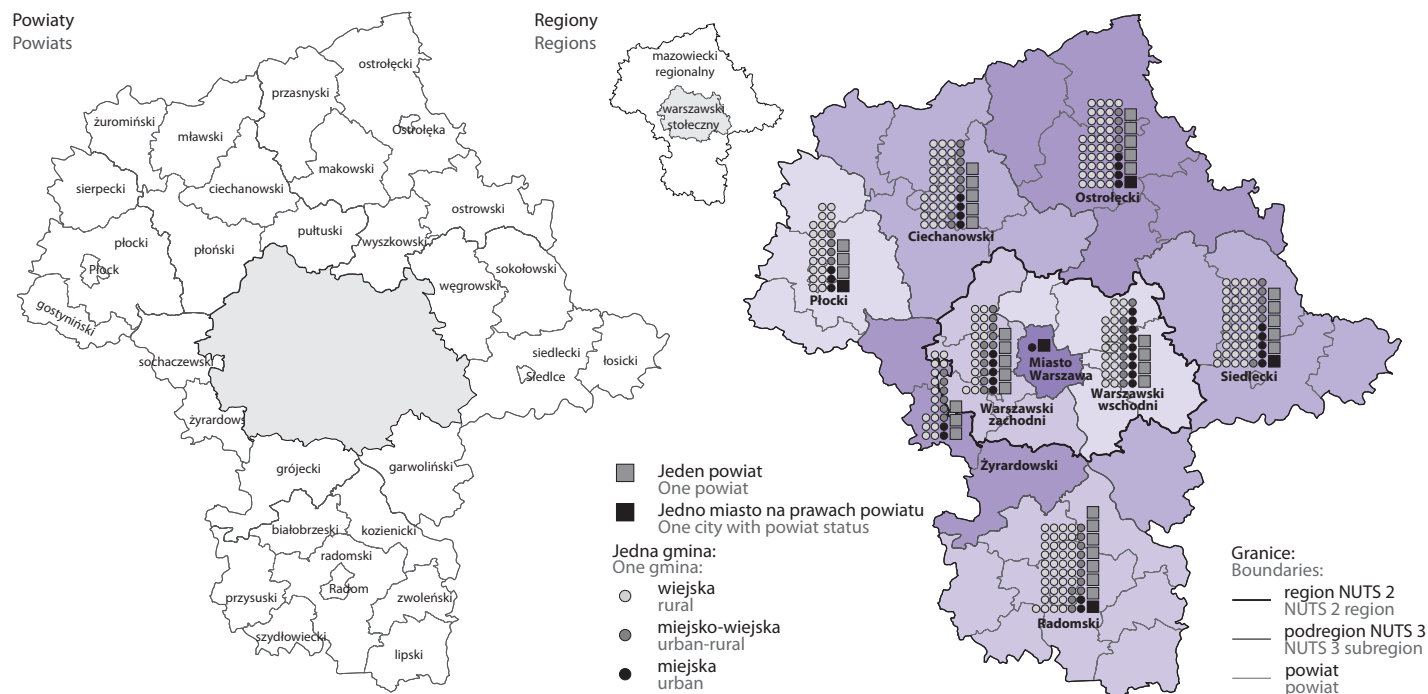 Powiaty
Powiats
ostrołęcki
przasnyski
żuromiński
mławski
Ostrołęka
makowski
sierpecki
ciechanowski
ostrowski
płocki
płoński
pułtuski
wyszkowski
sokołowski
Płock
węgrowski
gostyniński
sochaczewski
siedlecki
łosicki
Siedlce
żyrardows
grójecki
garwoliński
białobrzeski
kozienicki
radomski
Radom
przysuski
zwoleński
szydłowiecki
lipski
Regiony
Regions
mazowiecki
regionalny
warszawski
stołeczny
Ostrołęcki
Ciechanowski
Płocki
Miasto
Warszawa
Siedlecki
Warszawski
wschodni
Warszawski
zachodni
Żyrardowski
Radomski
Jeden powiat
One powiat
Jedno miasto na prawach powiatu
One city with powiat status
Jedna gmina:
One gmina:
wiejska
rural
miejsko-wiejska
urban-rural
miejska
urban
Granice:
Boundaries:
region NUTS 2
NUTS 2 region
podregion NUTS 3
NUTS 3 subregion
powiat
powiat